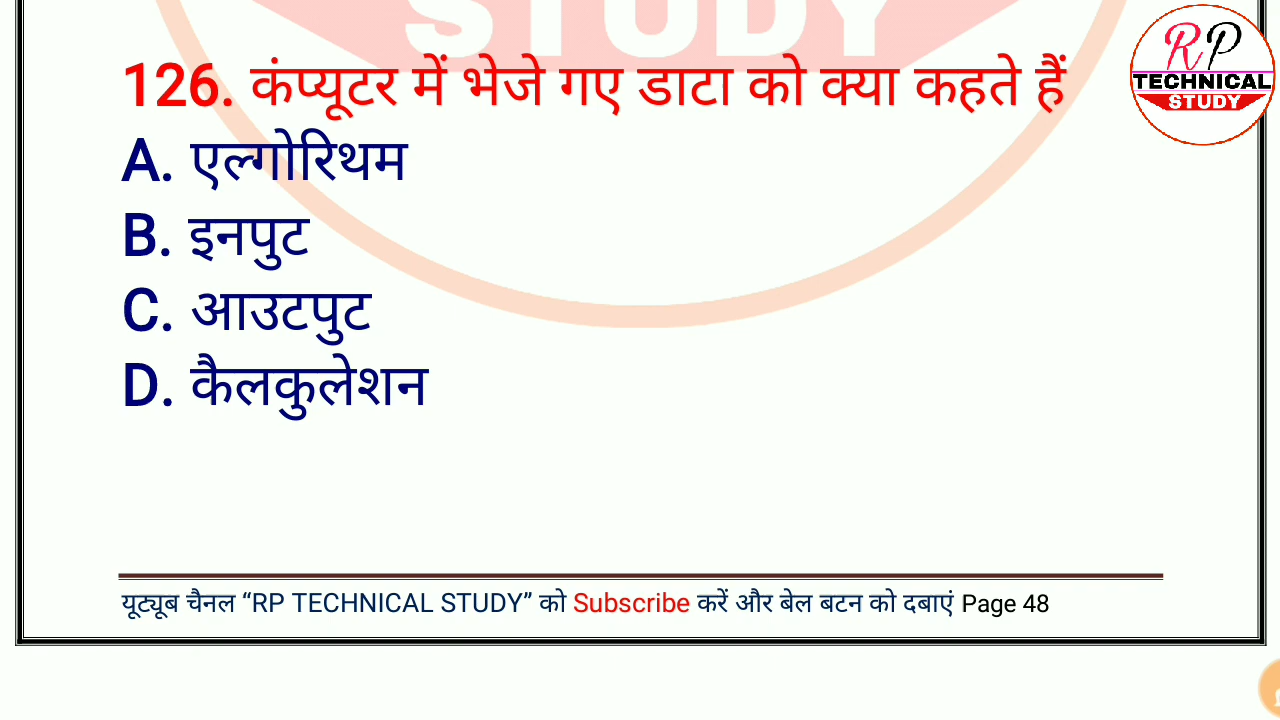 STUDY
RP
TECHNICAL
STUDY
126. कंप्यूटर में भेजे गए डाटा को क्या कहते हैं
A. एल्गोरिथम
B. इनपुट
C. आउटपुट
D. कैलकुलेशन
यूट्यूब चैनल “RP TECHNICAL STUDY” को Subscribe करें और बेल बटन को दबाएं Page 48